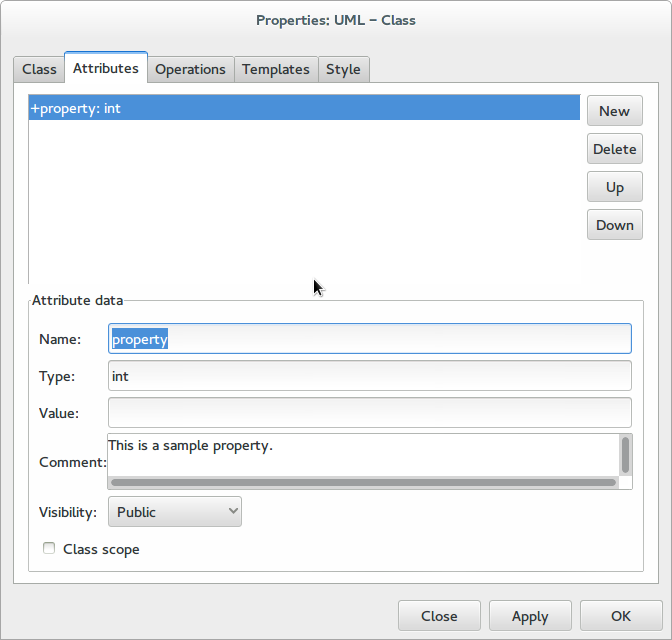 Properties: UML – Class
Class Attributes Operations Templates Style
+property: int
New
Delete
Up
Down
Attribute data
Name: property
Type: int
Value:
Comment: This is a sample property.
Visibility: Public
Class scope
Close Apply OK